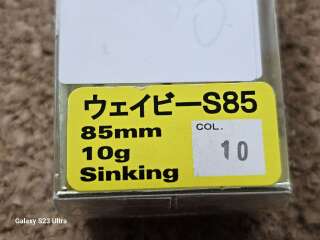 ウェイビーS85
85mm
COL.
10g
10
Sinking
Galaxy S23 Ultra